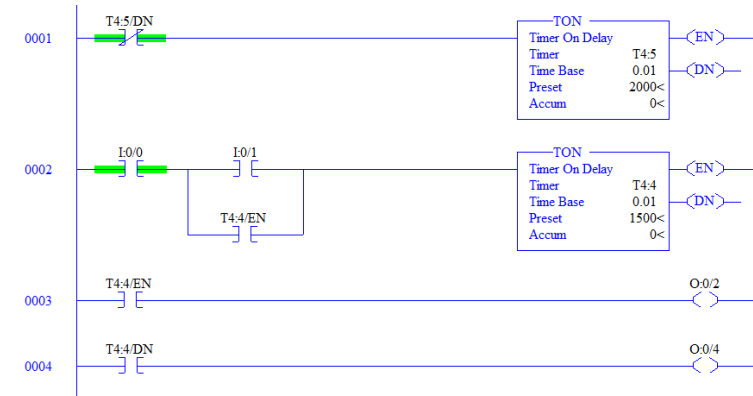 T4:5/DN
0001
TON
Timer On Delay
Timer T4:5
Time Base 0.01
Preset 2000<
Accum 0<
EN
DN
I:0/0 I:0/1
0002
T4:4/EN
TON
Timer On Delay
Timer T4:4
Time Base 0.01
Preset 1500<
Accum 0<
EN
DN
T4:4/EN O:0/2
0003
T4:4/DN O:0/4
0004